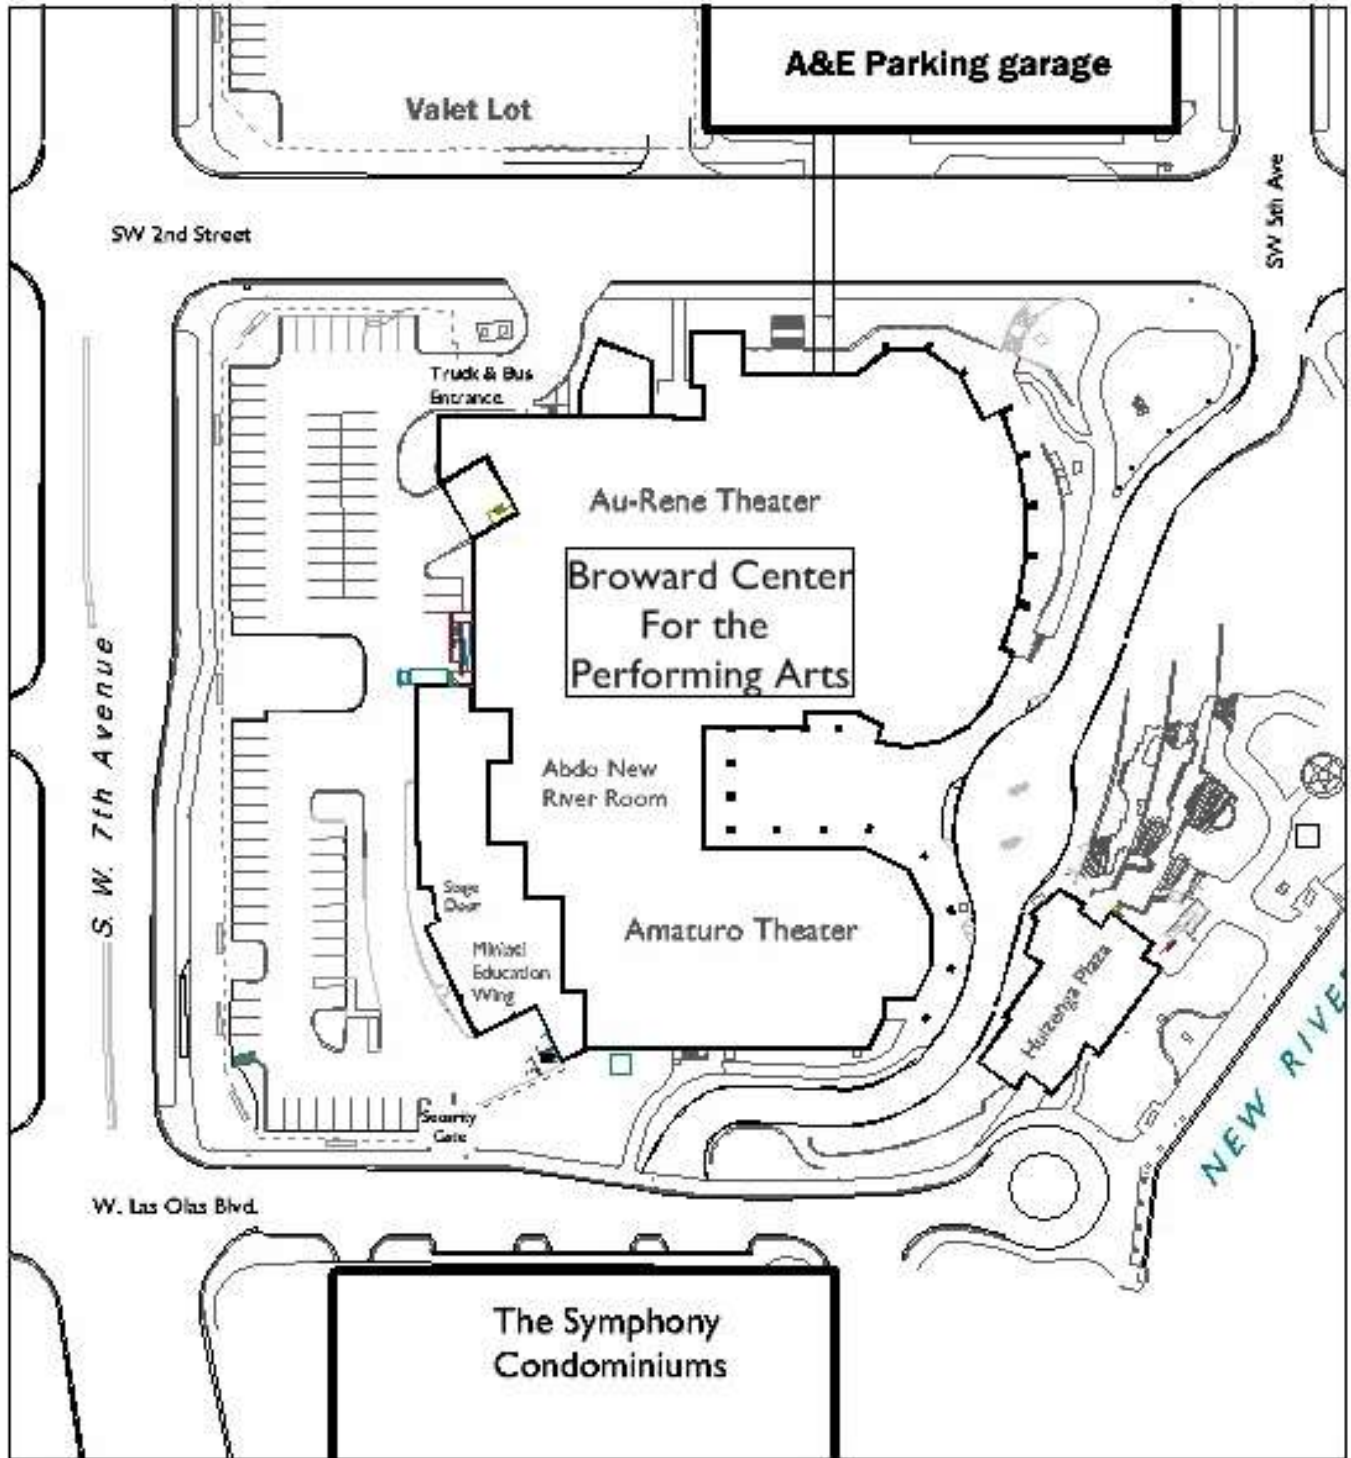 A&E Parking garage
Valet Lot
SW 5th Ave
SW 2nd Street
Truck & Bus
Entrance
Au-Rene Theater
Broward Center
For the
Performing Arts
S. W. 7th Avenue
Abdo New
River Room
Stage
Door
Amaturo Theater
Education
Wing
Huizenga Plaza
NEW RIVER
Security
Gate
W. Las Olas Blvd.
The Symphony
Condominiums